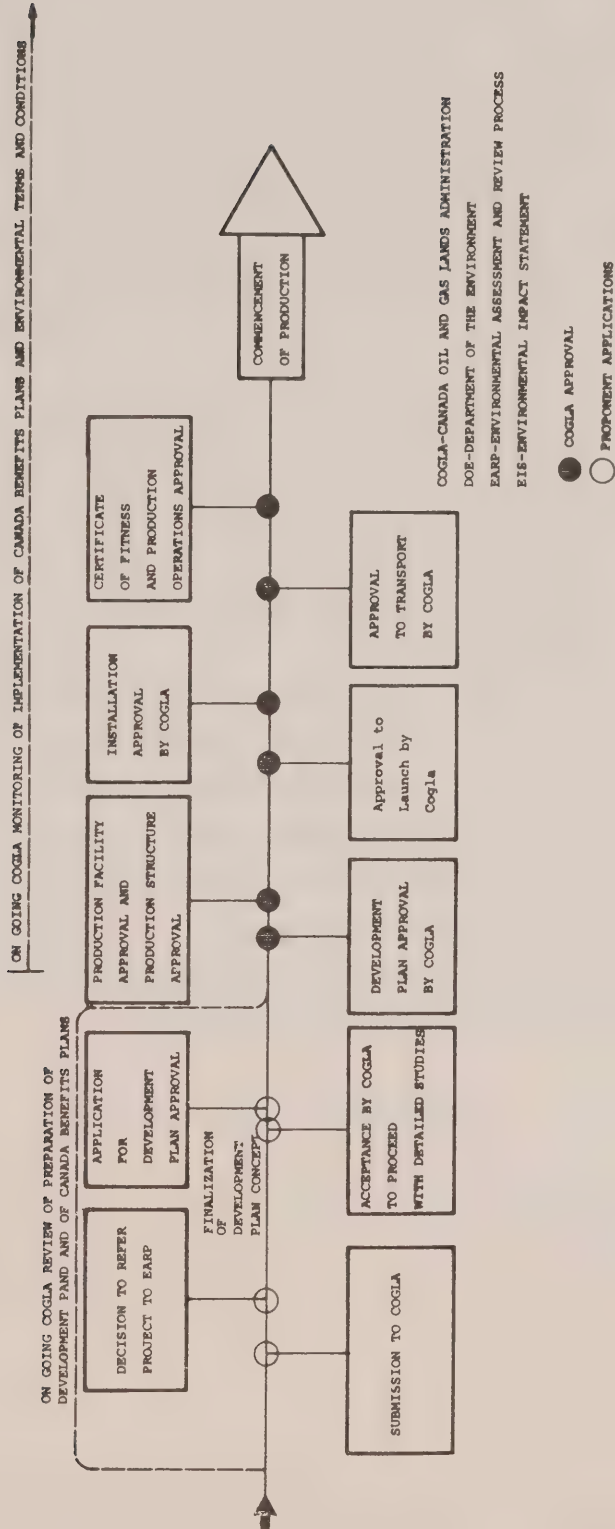 ON GOING COGLA MONITORING OF IMPLEMENTATION OF CANADA BENEFITS PLANS AND ENVIRONMENTAL TERMS AND CONDITIONS
ON GOING COGLA REVIEW OF PREPARATION OF
DEVELOPMENT PAND AND OF CANADA BENEFITS PLANS
DECISION TO REFER
PROJECT TO EARP
APPLICATION
FOR DEVELOPMENT
PLAN APPROVAL
PRODUCTION FACILITY
APPROVAL AND
PRODUCTION STRUCTURE
APPROVAL
INSTALLATION
APPROVAL
BY COGLA
CERTIFICATE
OF FITNESS
AND PRODUCTION
OPERATIONS APPROVAL
FINALIZATION
OF
DEVELOPMENT
PLAN CONCEPT
COMMENCEMENT
OF PRODUCTION
SUBMISSION TO COGLA
ACCEPTANCE BY COGLA
TO PROCEED
WITH DETAILED STUDIES
DEVELOPMENT
PLAN APPROVAL
BY COGLA
Approval to
Launch by
Cogla
APPROVAL
TO TRANSPORT
BY COGLA
COGLA-CANADA OIL AND GAS LANDS ADMINISTRATION
DOE-DEPARTMENT OF THE ENVIRONMENT
EARP-ENVIRONMENTAL ASSESSMENT AND REVIEW PROCESS
EIS-ENVIRONMENTAL IMPACT STATEMENT
COGLA APPROVAL
PROPONENT APPLICATIONS